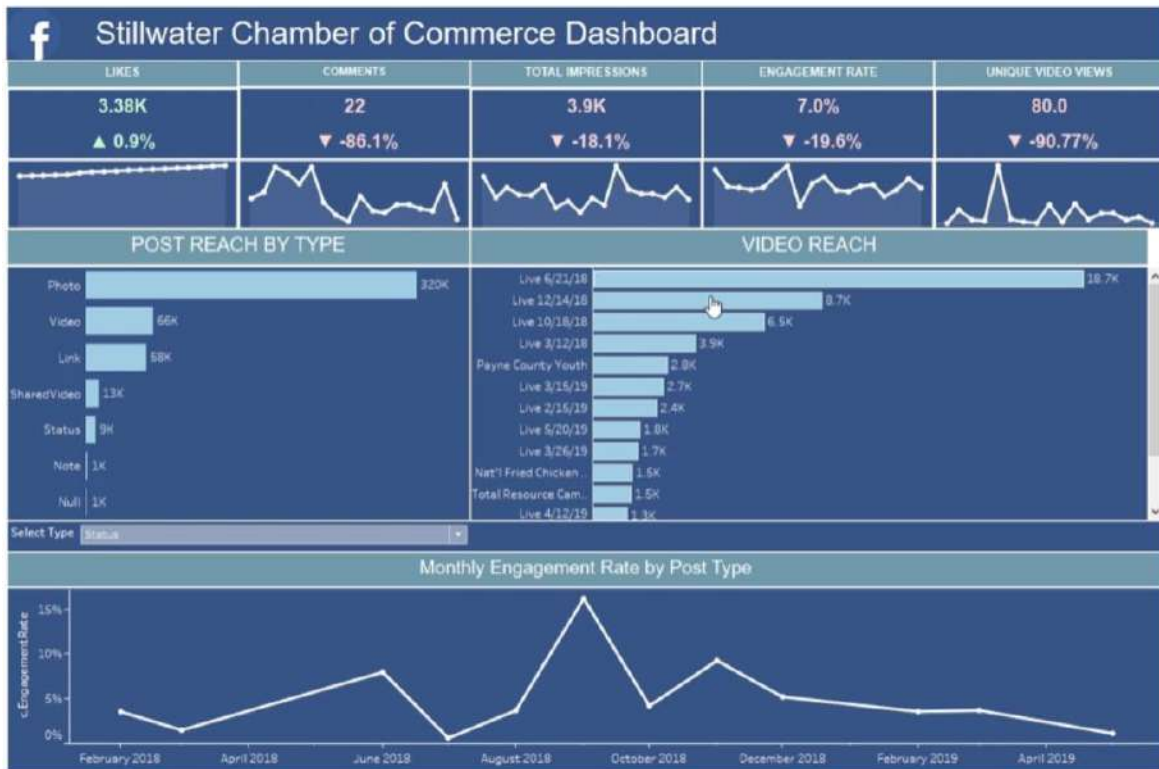 f Stillwater Chamber of Commerce Dashboard
LIKES COMMENTS TOTAL IMPRESSIONS ENGAGEMENT RATE UNIQUE VIDEO VIEWS
3.38K 22 3.9K 7.0% 80.0
▲ 0.9% ▼ -86.1% ▼ -18.1% ▼ -19.6% ▼ -90.77%
POST REACH BY TYPE
Photo 320K
Video 66K
Link 58K
SharedVideo 13K
Status 9K
Note 1K
Null 1K
VIDEO REACH
Live 6/21/18 18.7K
Live 12/14/18 8.7K
Live 10/18/18 6.5K
Live 3/12/18 3.9K
Payne County Youth 2.8K
Live 3/15/19 2.7K
Live 2/15/19 2.4K
Live 5/20/19 1.8K
Live 3/26/19 1.7K
Nat'l Fried Chicken .. 1.5K
Total Resource Cam.. 1.5K
Live 4/12/19 1.3K
Select Type Status
Monthly Engagement Rate by Post Type
c.EngagementRate
15%
10%
5%
0%
February 2018 April 2018 June 2018 August 2018 October 2018 December 2018 February 2019 April 2019